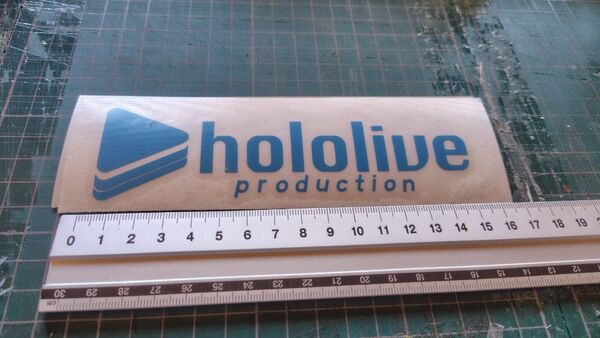 hololive
production
0 1 2 3 4 5 6 7 8 9 10 11 12 13 14 15 16 17 18 19
30 29 28 27 26 25 24 23 22 21 20 19 18 17 16 15 14 13 12
cm